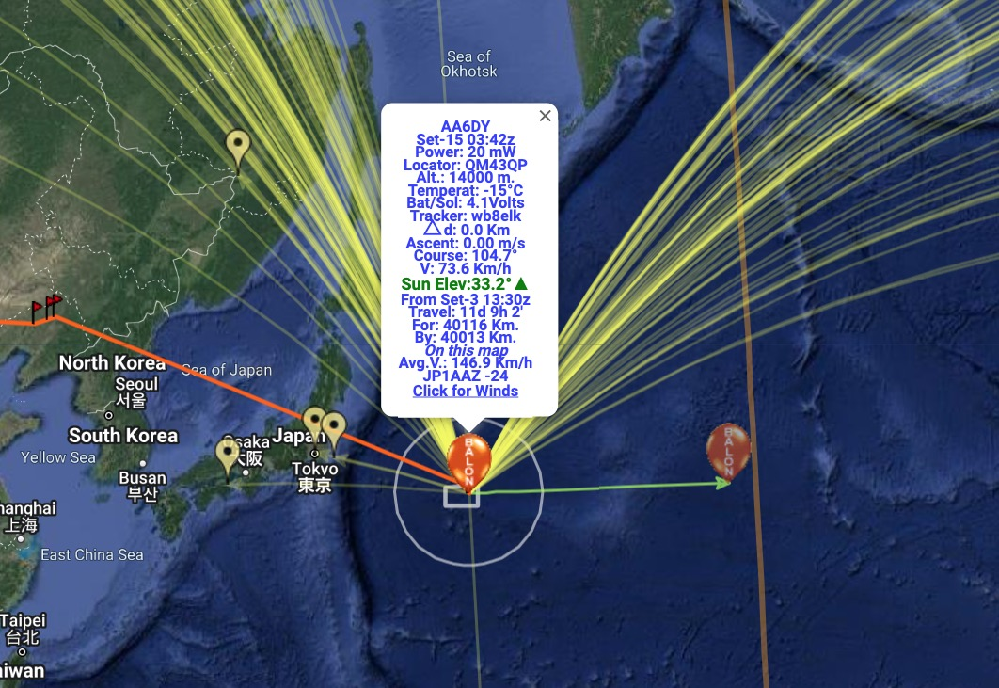 Sea of
Okhotsk
AA6DY
Set-15 03:42z
Power: 20 mW
Locator: QM43QP
Alt.: 14000 m.
Temperat: -15°C
Bat/Sol: 4.1Volts
Tracker: wb8elk
△ d: 0.0 Km
Ascent: 0.00 m/s
Course: 104.7°
V: 73.6 Km/h
Sun Elev:33.2° ▲
From Set-3 13:30z
Travel: 11d 9h 2'
For: 40116 Km.
By: 40013 Km.
On this map
Avg.V.: 146.9 Km/h
JP1AAZ -24
Click for Winds
North Korea
Sea of Japan
Seoul
서울
South Korea
Osaka
大阪
Japan
Yellow Sea
Busan
부산
Tokyo
東京
BALON
BALON
hanghai
上海
East China Sea
Taipei
台北
aiwan